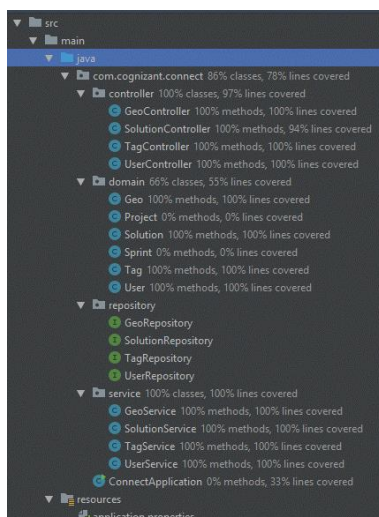 src
main
java
com.cognizant.connect 86% classes, 78% lines covered
controller 100% classes, 97% lines covered
GeoController 100% methods, 100% lines covered
SolutionController 100% methods, 94% lines covered
TagController 100% methods, 100% lines covered
UserController 100% methods, 100% lines covered
domain 66% classes, 55% lines covered
Geo 100% methods, 100% lines covered
Project 0% methods, 0% lines covered
Solution 100% methods, 100% lines covered
Sprint 0% methods, 0% lines covered
Tag 100% methods, 100% lines covered
User 100% methods, 100% lines covered
repository
GeoRepository
SolutionRepository
TagRepository
UserRepository
service 100% classes, 100% lines covered
GeoService 100% methods, 100% lines covered
SolutionService 100% methods, 100% lines covered
TagService 100% methods, 100% lines covered
UserService 100% methods, 100% lines covered
ConnectApplication 0% methods, 33% lines covered
resources
application.properties